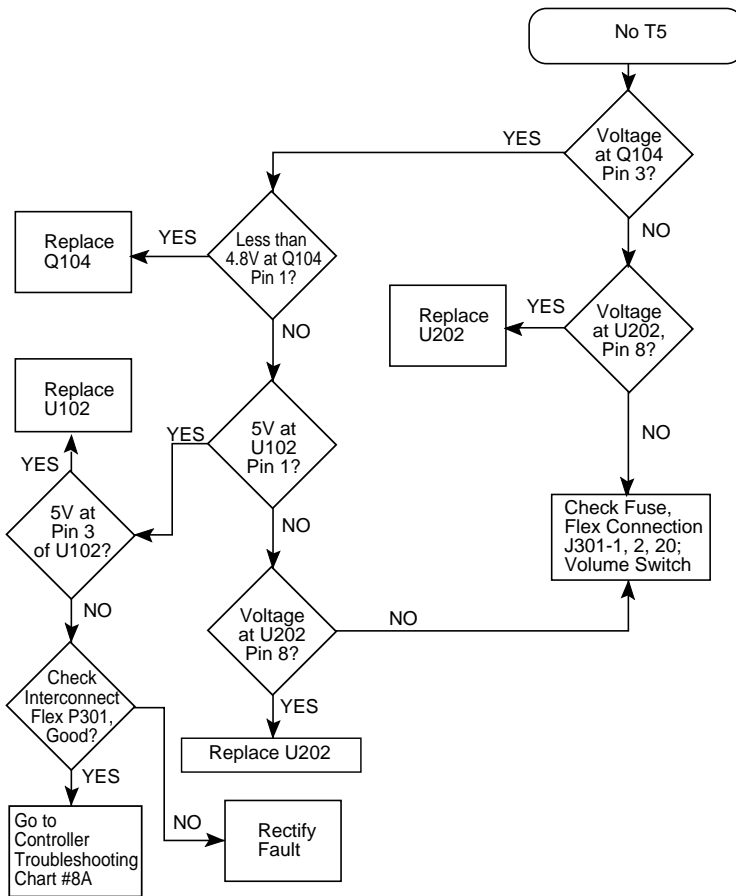 No T5
YES
Voltage
at Q104
Pin 3?
NO
Replace
Q104
YES
Less than
4.8V at Q104
Pin 1?
NO
Replace
U202
YES
Voltage
at U202,
Pin 8?
NO
Replace
U102
YES
YES
5V at
U102
Pin 1?
NO
5V at
Pin 3
of U102?
NO
Check Fuse,
Flex Connection
J301-1, 2, 20;
Volume Switch
Voltage
at U202
Pin 8?
NO
YES
Replace U202
Check
Interconnect
Flex P301,
Good?
YES
NO
Go to
Controller
Troubleshooting
Chart #8A
Rectify
Fault